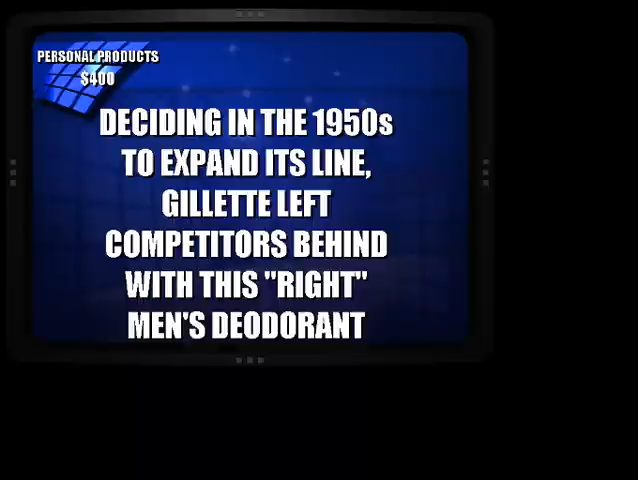 PERSONAL PRODUCTS
$400
DECIDING IN THE 1950s
TO EXPAND ITS LINE,
GILLETTE LEFT
COMPETITORS BEHIND
WITH THIS "RIGHT"
MEN'S DEODORANT